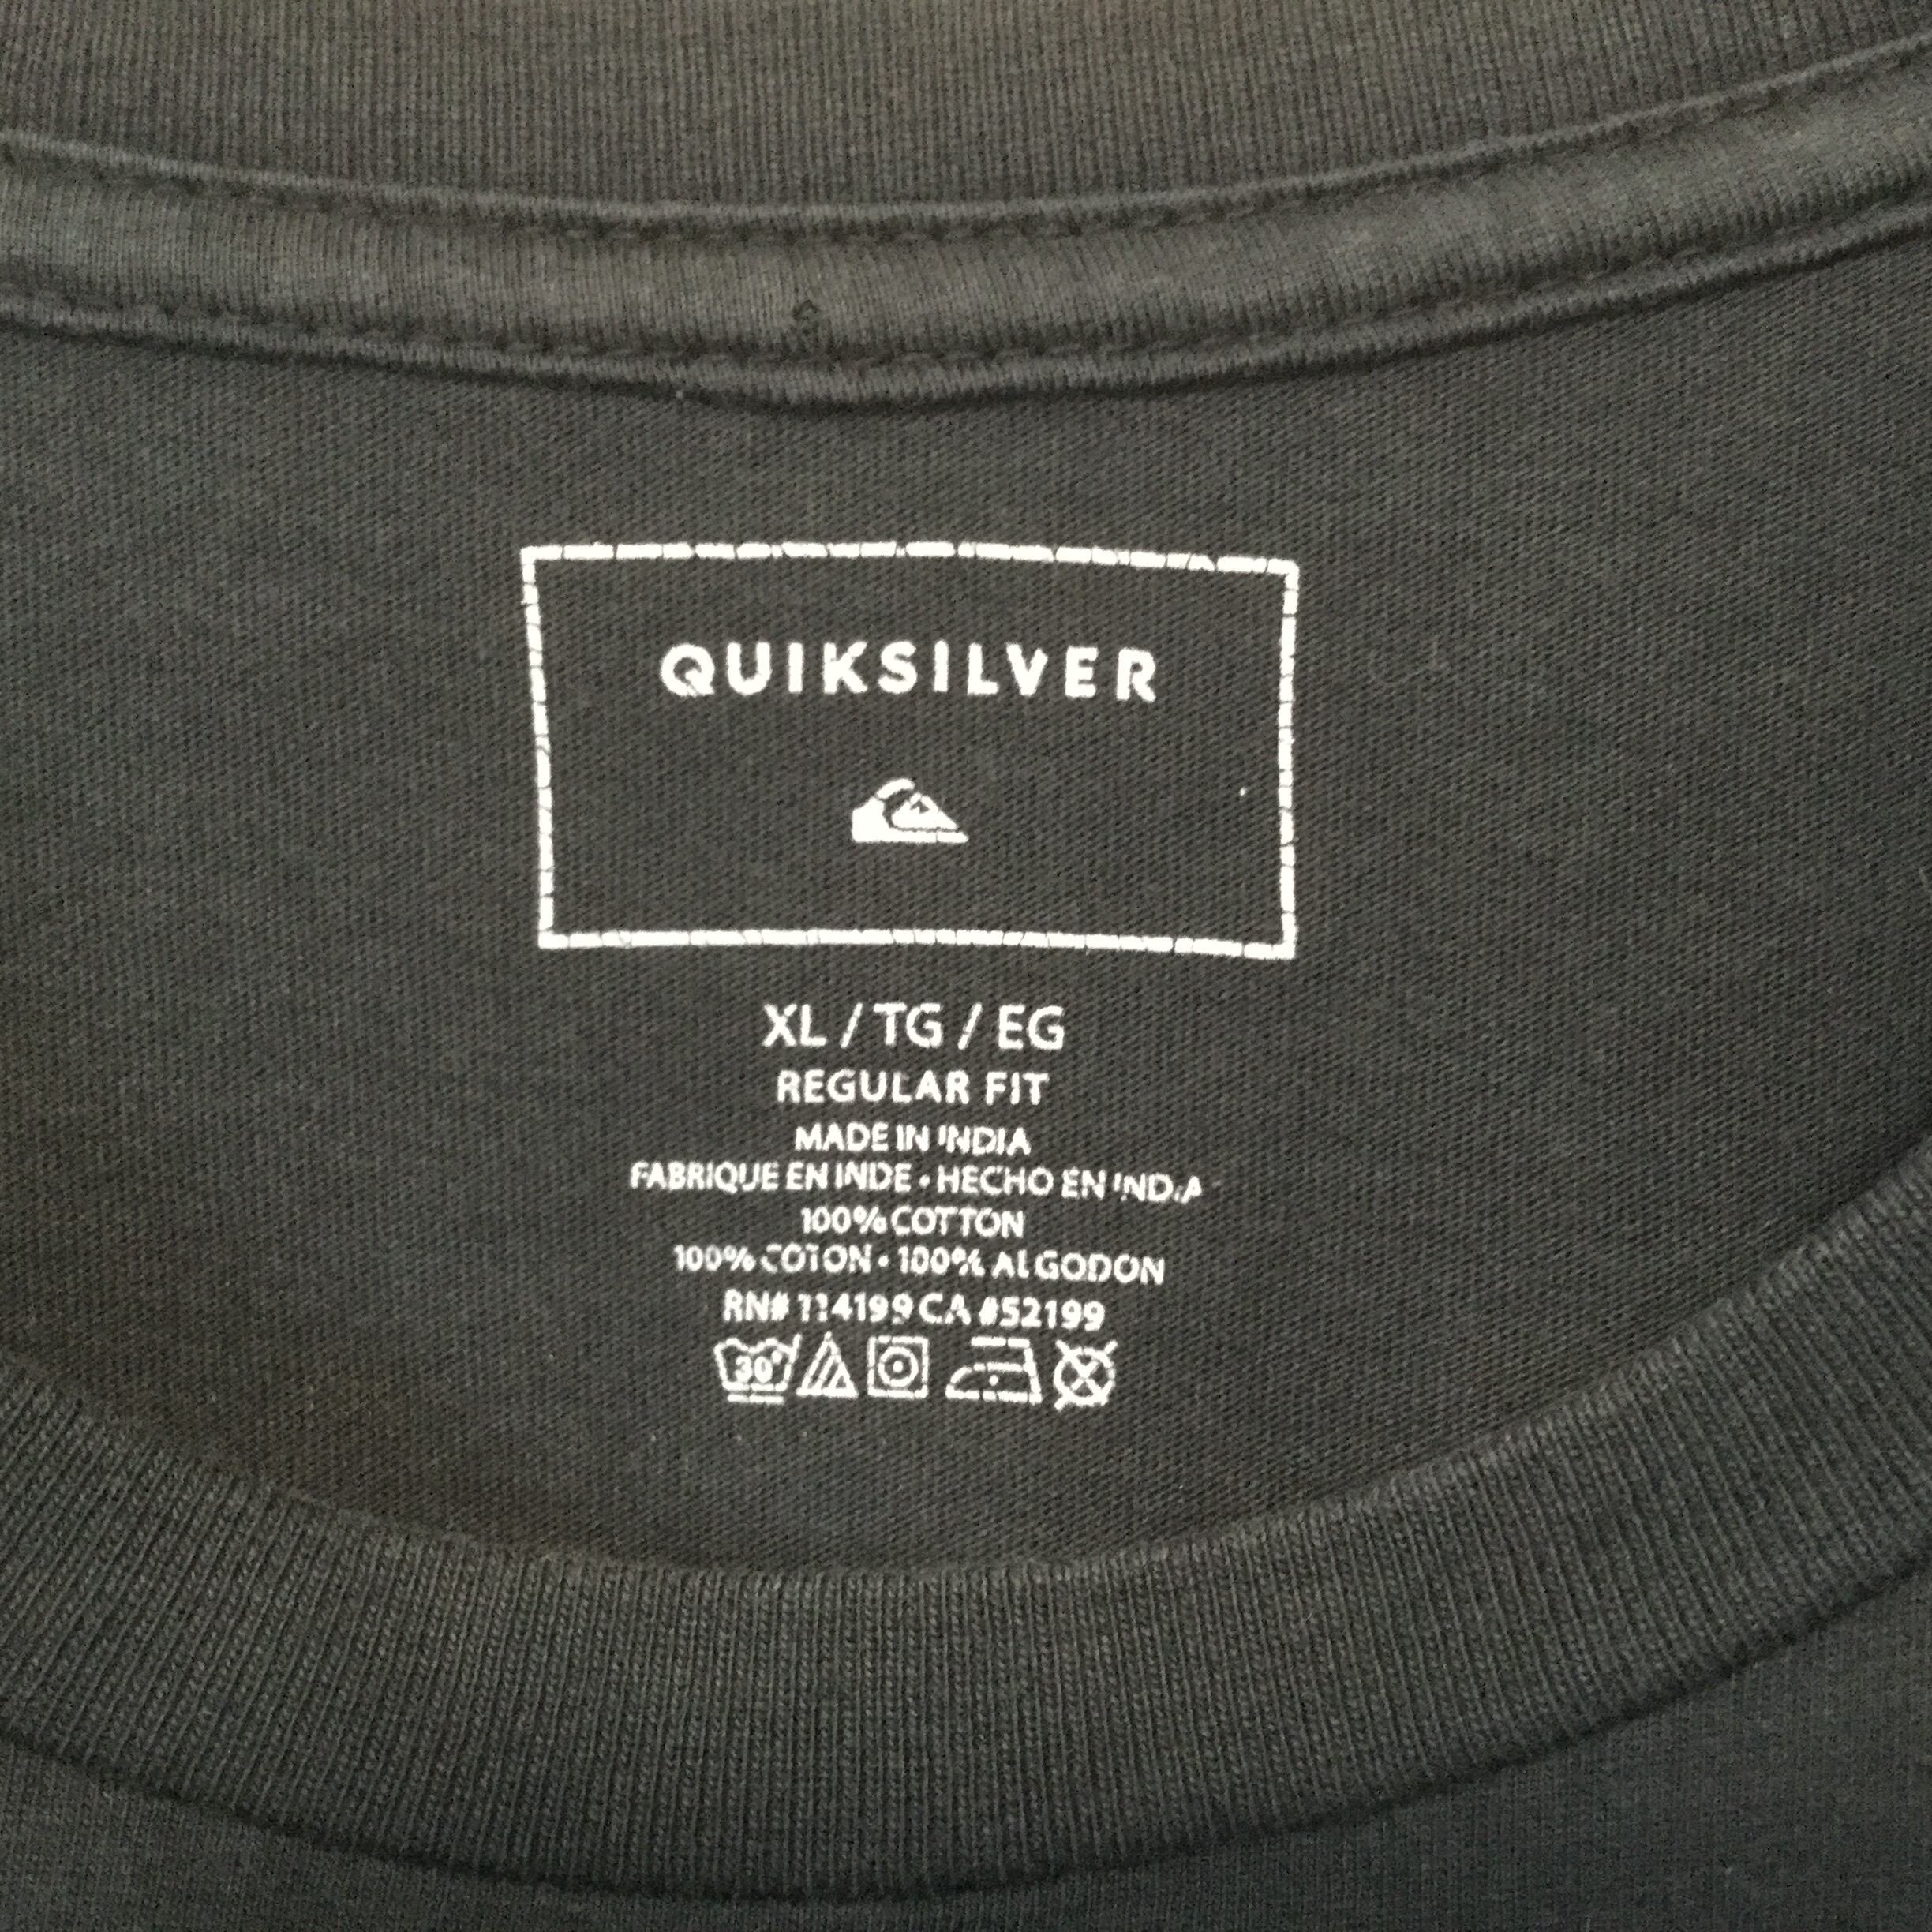 QUIKSILVER
XL / TG / EG
REGULAR FIT
MADE IN INDIA
FABRIQUE EN INDE • HECHO EN INDIA
100% COTTON
100% COTON • 100% ALGODON
RN# 114199 CA #52199
30°